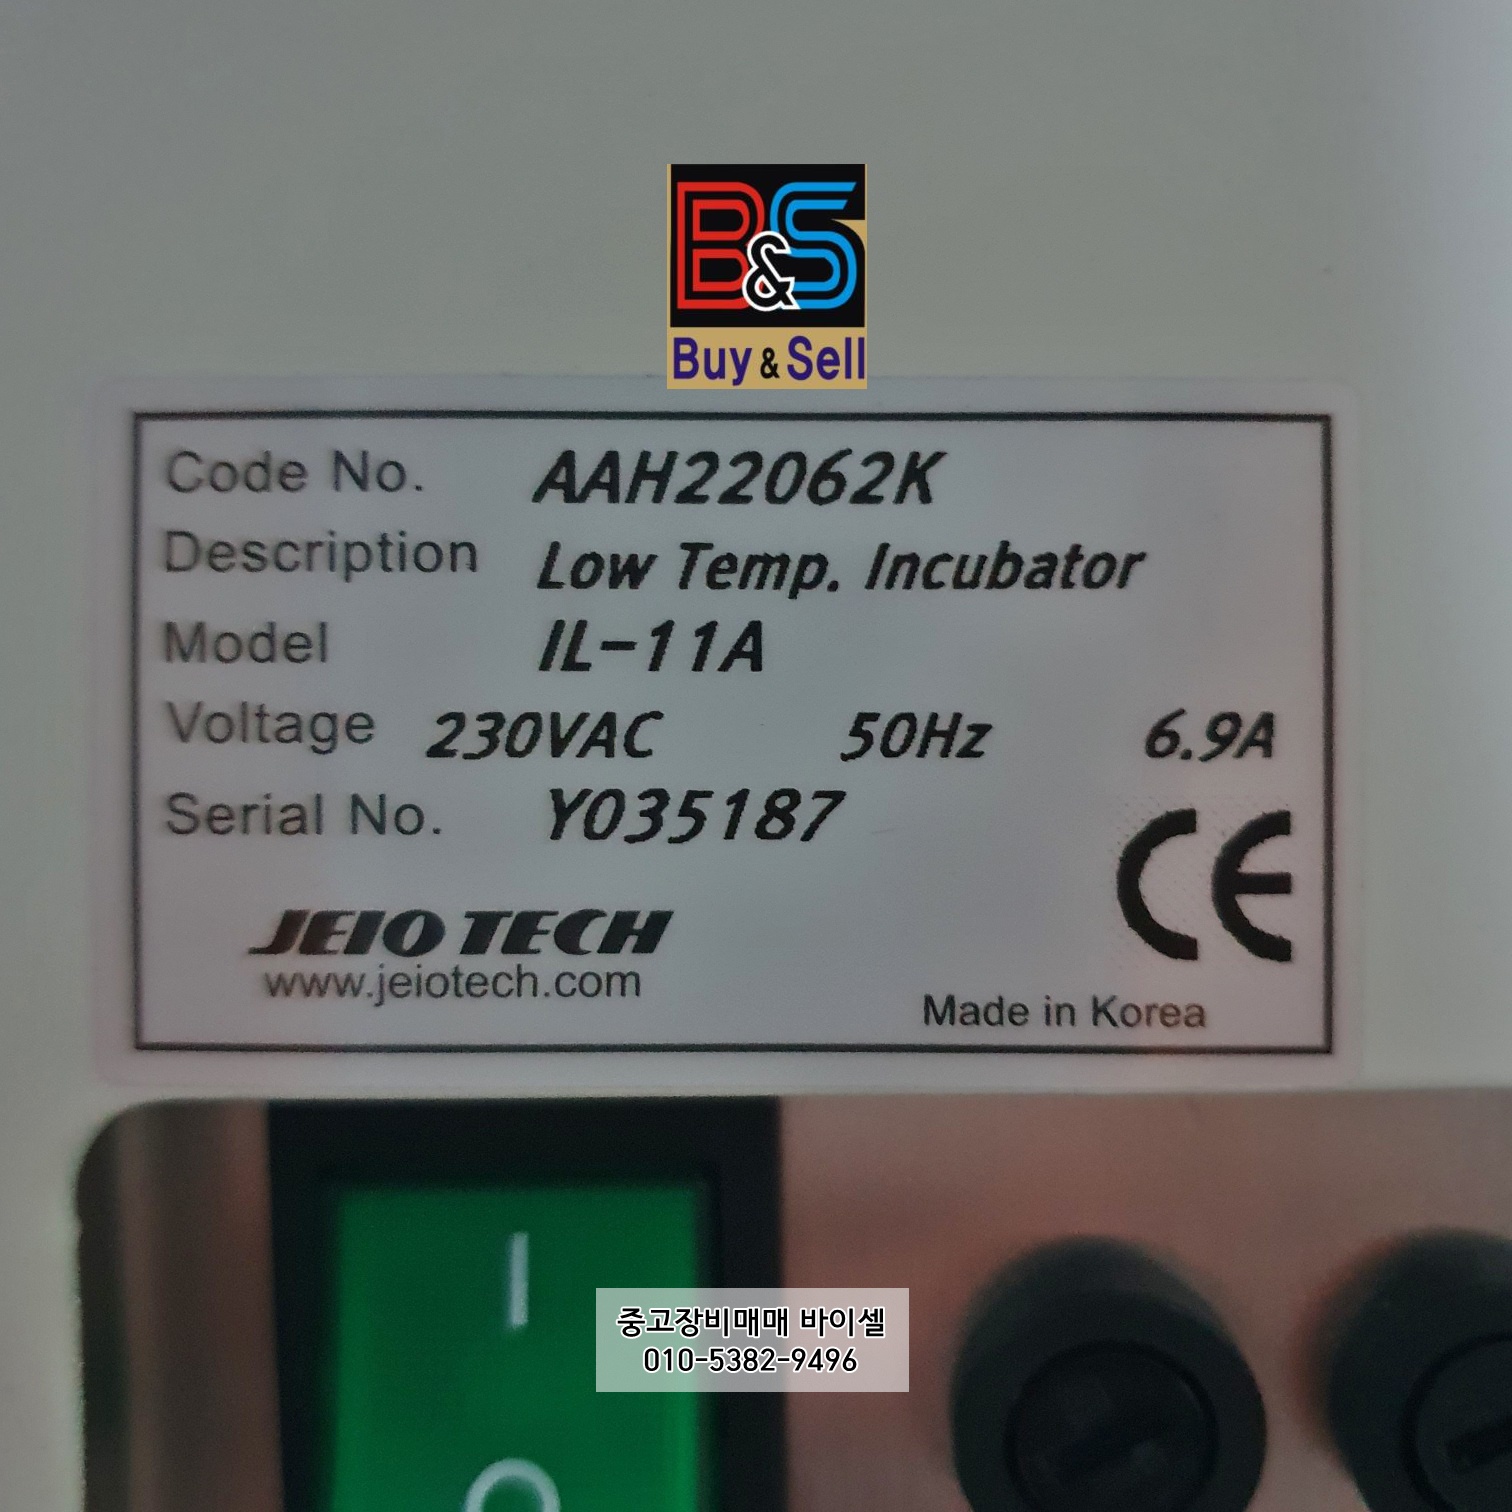 B&S
Buy & Sell
Code No. AAH22062K
Description Low Temp. Incubator
Model IL-11A
Voltage 230VAC 50Hz 6.9A
Serial No. Y035187
CE
JEIO TECH
www.jeiotech.com
Made in Korea
중고장비매매 바이셀
010-5382-9496